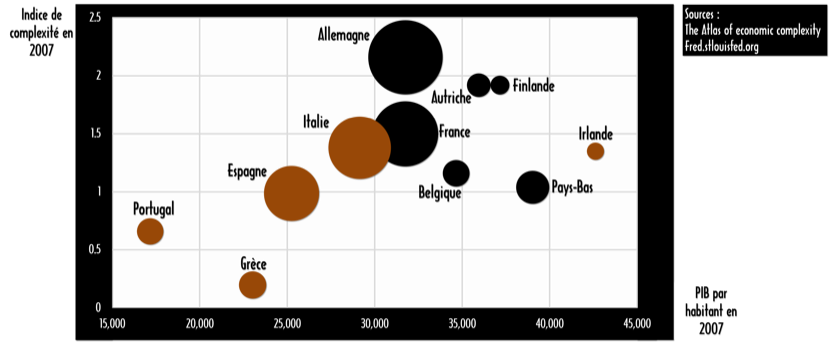 Indice de
complexité en
2007
Sources :
The Atlas of economic complexity
Fred.stlouisfed.org
2.5
2
1.5
1
0.5
0
Allemagne
Autriche
Finlande
Italie
France
Irlande
Espagne
Belgique
Pays-Bas
Portugal
Grèce
15,000
20,000
25,000
30,000
35,000
40,000
45,000
PIB par
habitant en
2007